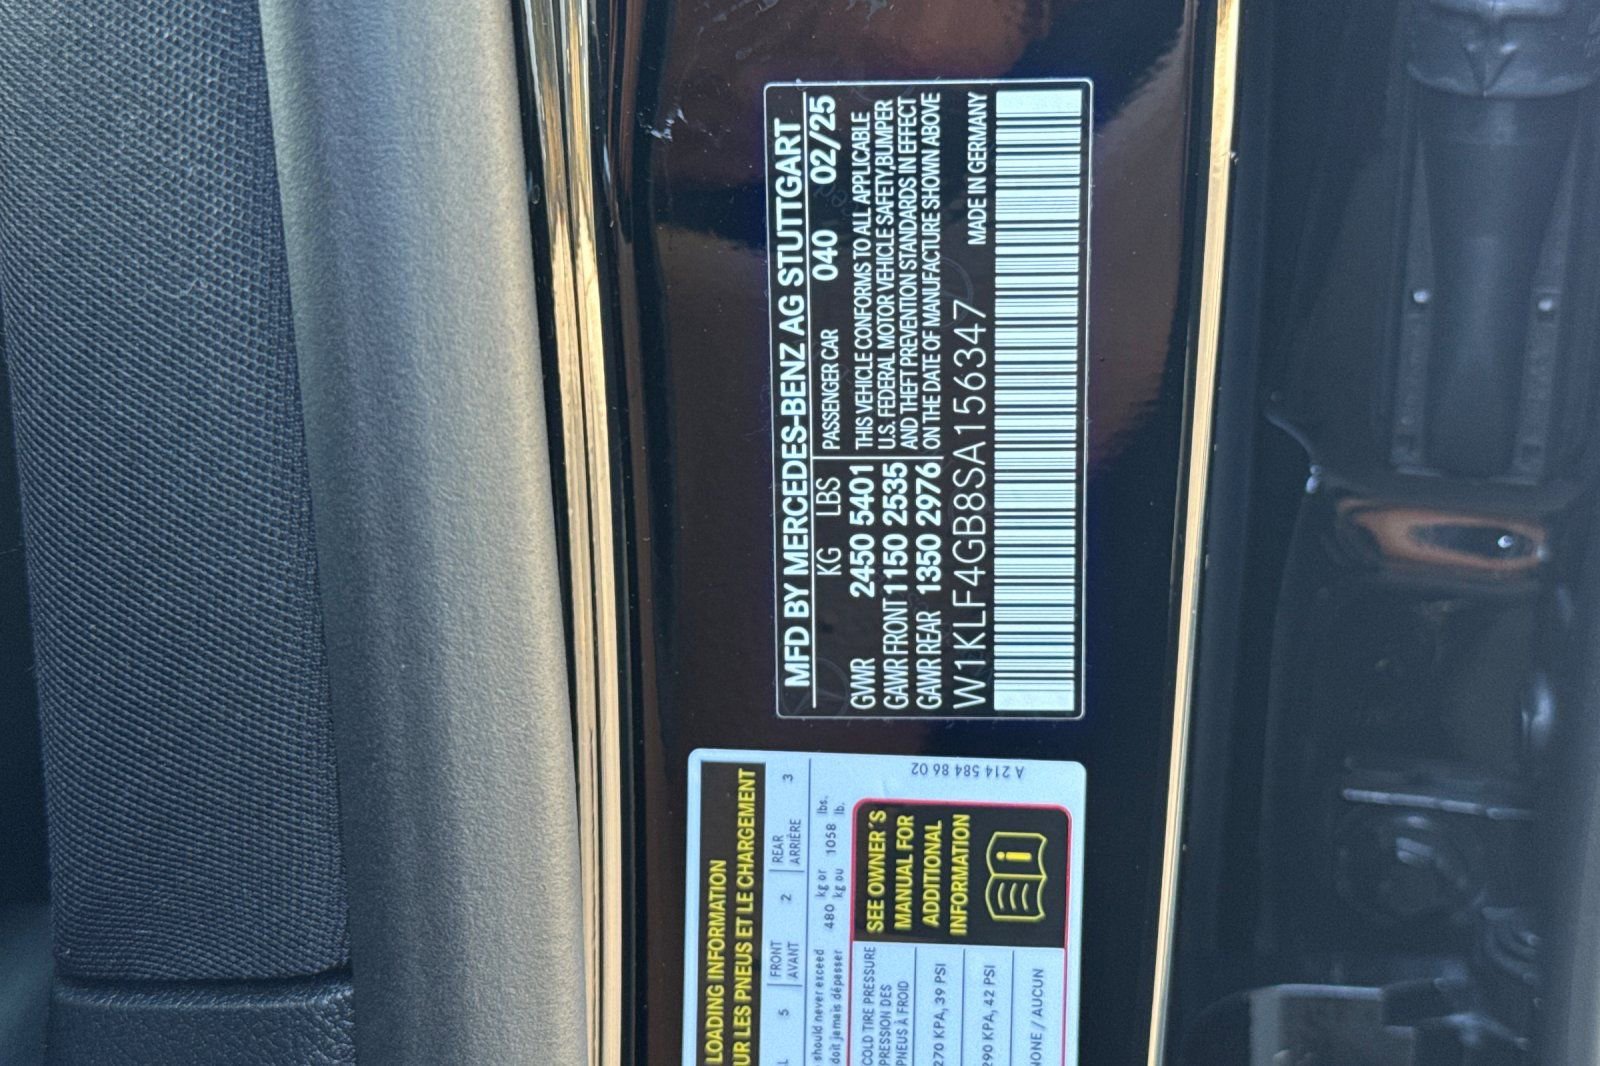 MFD BY MERCEDES-BENZ AG STUTTGART
KG LBS PASSENGER CAR 040 02/25
GVWR 2450 5401 THIS VEHICLE CONFORMS TO ALL APPLICABLE
GAWR FRONT 1150 2535 U.S. FEDERAL MOTOR VEHICLE SAFETY,BUMPER
AND THEFT PREVENTION STANDARDS IN EFFECT
GAWR REAR 1350 2976 ON THE DATE OF MANUFACTURE SHOWN ABOVE
W1KLF4GB8SA156347 MADE IN GERMANY
LOADING INFORMATION
UR LES PNEUS ET LE CHARGEMENT
5 FRONT 2 REAR 3
AVANT ARRIÈRE
should never exceed 480 kg or 1058 lbs.
doit jamais dépasser kg ou lb.
COLD TIRE PRESSURE
PRESSION DES
PNEUS À FROID
270 KPA, 39 PSI
290 KPA, 42 PSI
NONE / AUCUN
SEE OWNER'S
MANUAL FOR
ADDITIONAL
INFORMATION
A 214 584 86 02